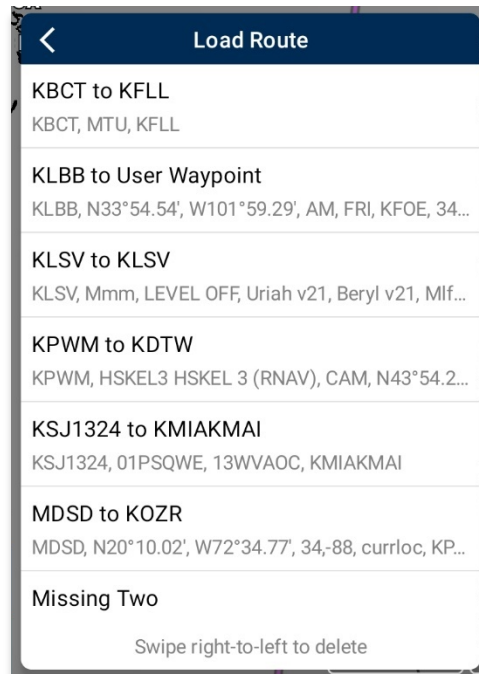 Load Route
KBCT to KFLL
KBCT, MTU, KFLL
KLBB to User Waypoint
KLBB, N33°54.54', W101°59.29', AM, FRI, KFOE, 34...
KLSV to KLSV
KLSV, Mmm, LEVEL OFF, Uriah v21, Beryl v21, Mlf...
KPWM to KDTW
KPWM, HSKEL3 HSKEL 3 (RNAV), CAM, N43°54.2...
KSJ1324 to KMIAKMAI
KSJ1324, 01PSQWE, 13WVAOC, KMIAKMAI
MDSD to KOZR
MDSD, N20°10.02', W72°34.77', 34,-88, currloc, KP...
Missing Two
Swipe right-to-left to delete